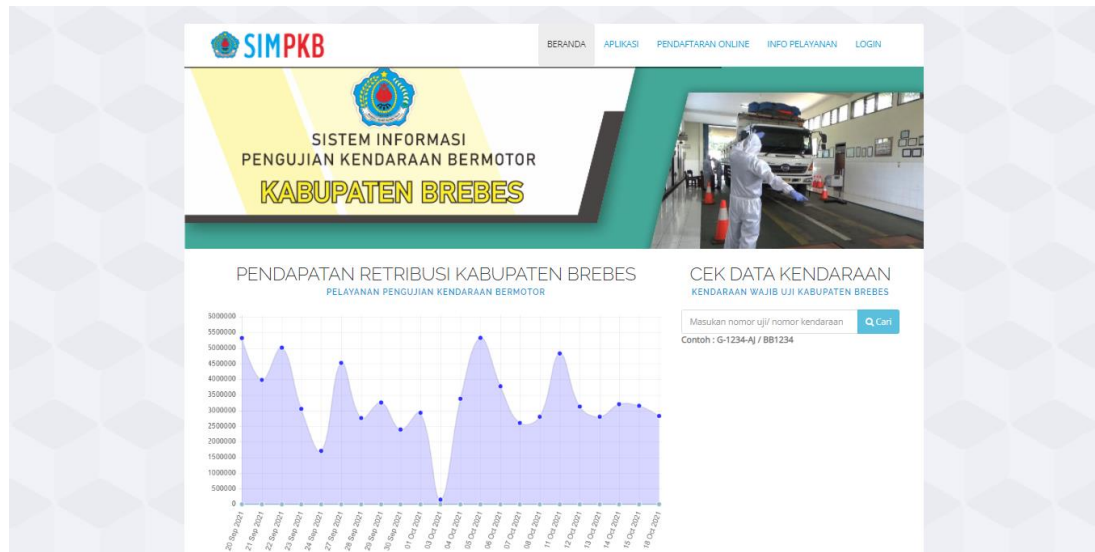 SIMPKB
BERANDA APLIKASI PENDAFTARAN ONLINE INFO PELAYANAN LOGIN
SISTEM INFORMASI
PENGUJIAN KENDARAAN BERMOTOR
KABUPATEN BREBES
PENDAPATAN RETRIBUSI KABUPATEN BREBES
PELAYANAN PENGUJIAN KENDARAAN BERMOTOR
5000000
5500000
5000000
4500000
4000000
3500000
3000000
2500000
2000000
1500000
1000000
500000
0
20 Sep 2021
21 Sep 2021
22 Sep 2021
23 Sep 2021
24 Sep 2021
27 Sep 2021
28 Sep 2021
29 Sep 2021
30 Sep 2021
01 Oct 2021
03 Oct 2021
04 Oct 2021
05 Oct 2021
06 Oct 2021
07 Oct 2021
08 Oct 2021
11 Oct 2021
12 Oct 2021
13 Oct 2021
14 Oct 2021
15 Oct 2021
18 Oct 2021
CEK DATA KENDARAAN
KENDARAAN WAJIB UJI KABUPATEN BREBES
Masukan nomor uji/ nomor kendaraan Cari
Contoh : G-1234-AJ / BB1234